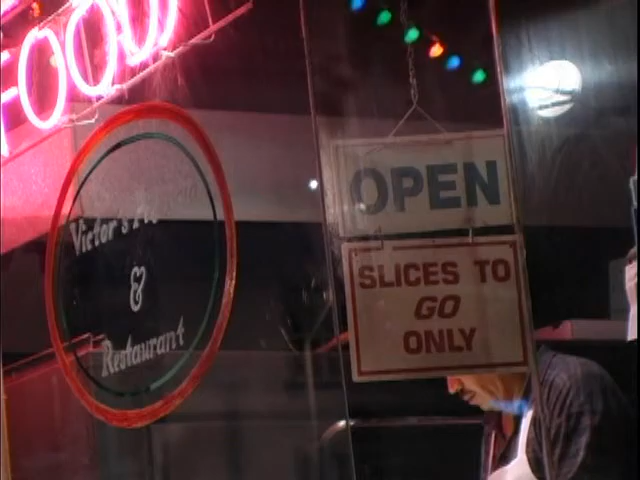 FOOD
Victor's
&
Restaurant
OPEN
SLICES TO
GO
ONLY